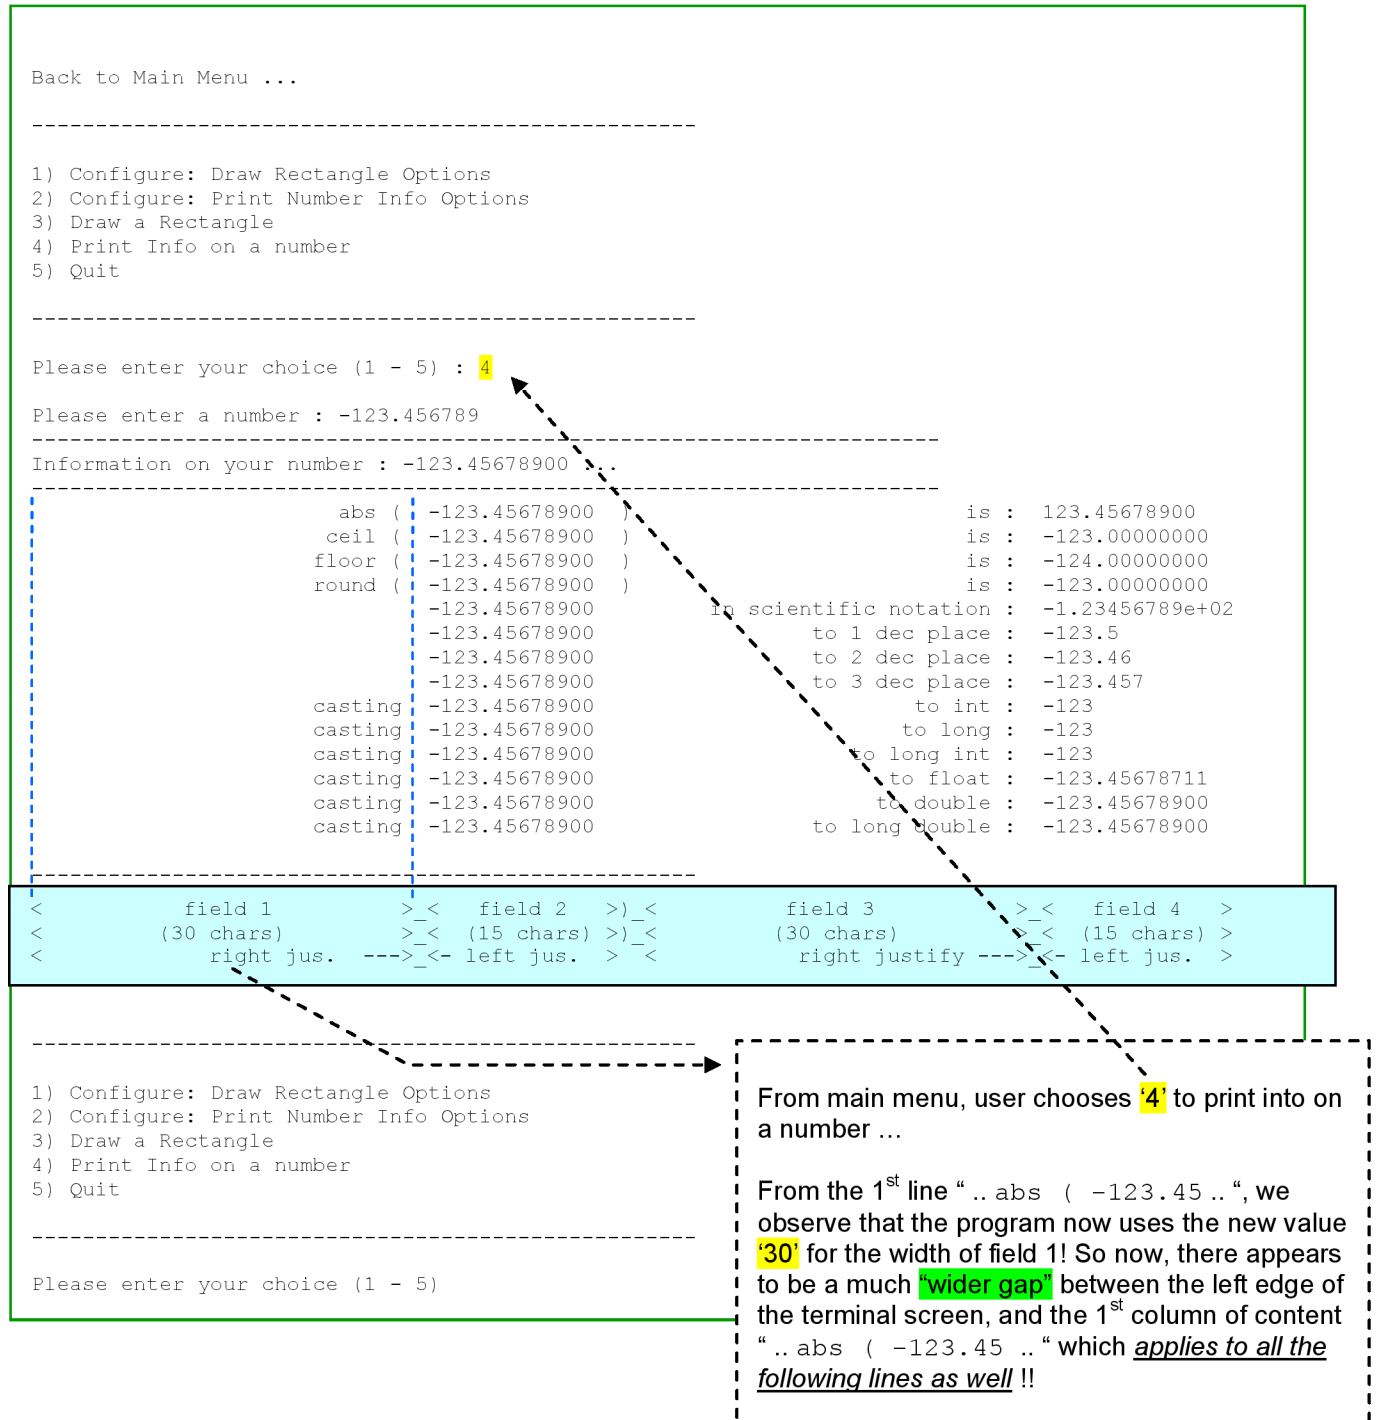 Back to Main Menu ...
----------------------------------------------------
1) Configure: Draw Rectangle Options
2) Configure: Print Number Info Options
3) Draw a Rectangle
4) Print Info on a number
5) Quit
----------------------------------------------------
Please enter your choice (1 - 5) : 4
Please enter a number : -123.456789
-----------------------------------------------------------------------
Information on your number : -123.45678900 ...
-----------------------------------------------------------------------
abs ( -123.45678900 ) is : 123.45678900
ceil ( -123.45678900 ) is : -123.00000000
floor ( -123.45678900 ) is : -124.00000000
round ( -123.45678900 ) is : -123.00000000
-123.45678900 in scientific notation : -1.23456789e+02
-123.45678900 to 1 dec place : -123.5
-123.45678900 to 2 dec place : -123.46
-123.45678900 to 3 dec place : -123.457
casting -123.45678900 to int : -123
casting -123.45678900 to long : -123
casting -123.45678900 to long int : -123
casting -123.45678900 to float : -123.45678711
casting -123.45678900 to double : -123.45678900
casting -123.45678900 to long double : -123.45678900
----------------------------------------------------
< field 1 >_< field 2 >)_< field 3 >_< field 4 >
< (30 chars) >_< (15 chars) >)_< (30 chars) >_< (15 chars) >
< right jus. --->_<- left jus. > < right justify --->_<- left jus. >
----------------------------------------------------
1) Configure: Draw Rectangle Options
2) Configure: Print Number Info Options
3) Draw a Rectangle
4) Print Info on a number
5) Quit
----------------------------------------------------
Please enter your choice (1 - 5)
From main menu, user chooses ‘4’ to print into on
a number …
From the 1st line “ .. abs ( -123.45 .. “, we
observe that the program now uses the new value
‘30’ for the width of field 1! So now, there appears
to be a much “wider gap” between the left edge of
the terminal screen, and the 1st column of content
“ .. abs ( -123.45 .. “ which applies to all the
following lines as well !!